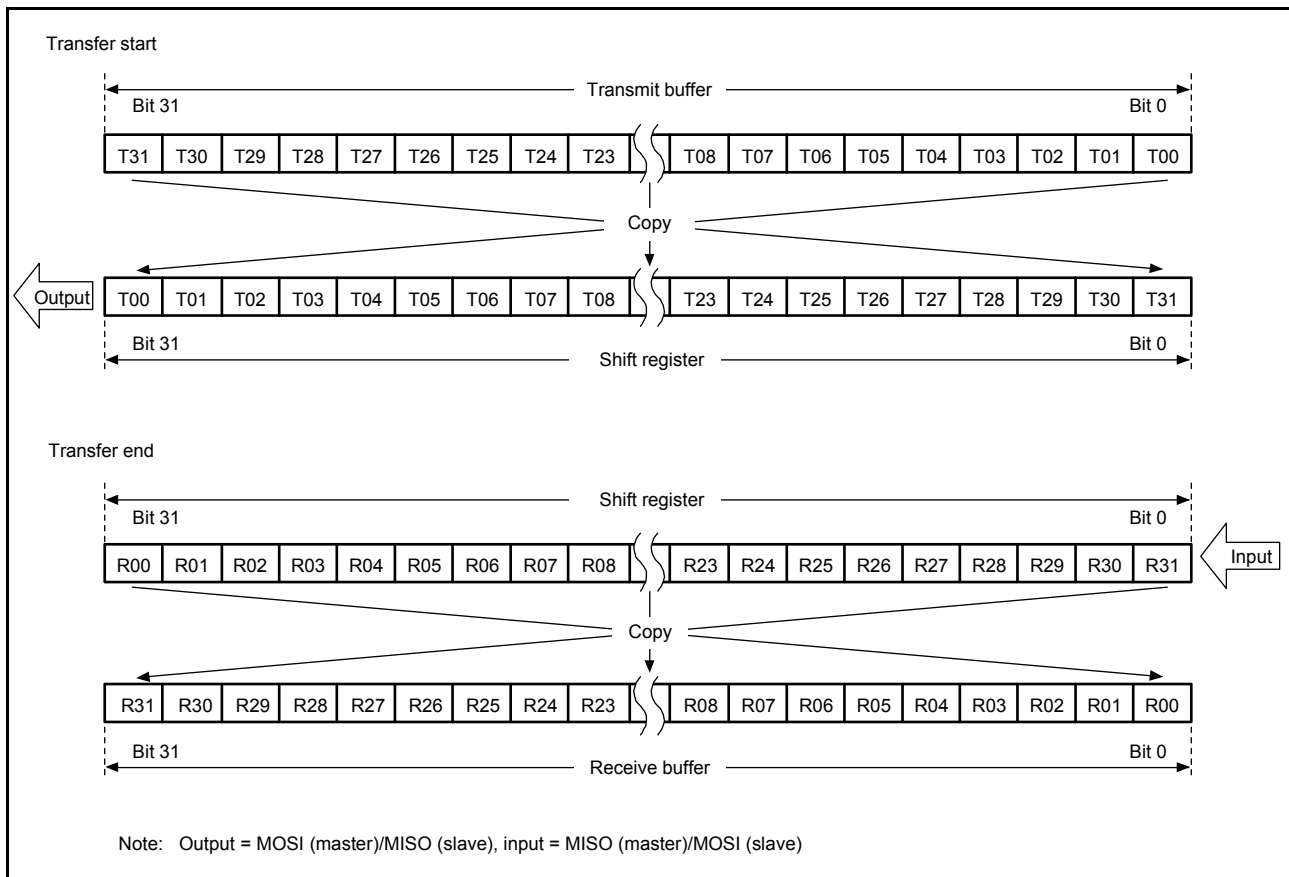 Transfer start
Transmit buffer
Bit 31 Bit 0
T31 T30 T29 T28 T27 T26 T25 T24 T23 T08 T07 T06 T05 T04 T03 T02 T01 T00
Copy
Output T00 T01 T02 T03 T04 T05 T06 T07 T08 T23 T24 T25 T26 T27 T28 T29 T30 T31
Bit 31 Bit 0
Shift register
Transfer end
Shift register
Bit 31 Bit 0
R00 R01 R02 R03 R04 R05 R06 R07 R08 R23 R24 R25 R26 R27 R28 R29 R30 R31 Input
Copy
R31 R30 R29 R28 R27 R26 R25 R24 R23 R08 R07 R06 R05 R04 R03 R02 R01 R00
Bit 31 Bit 0
Receive buffer
Note: Output = MOSI (master)/MISO (slave), input = MISO (master)/MOSI (slave)